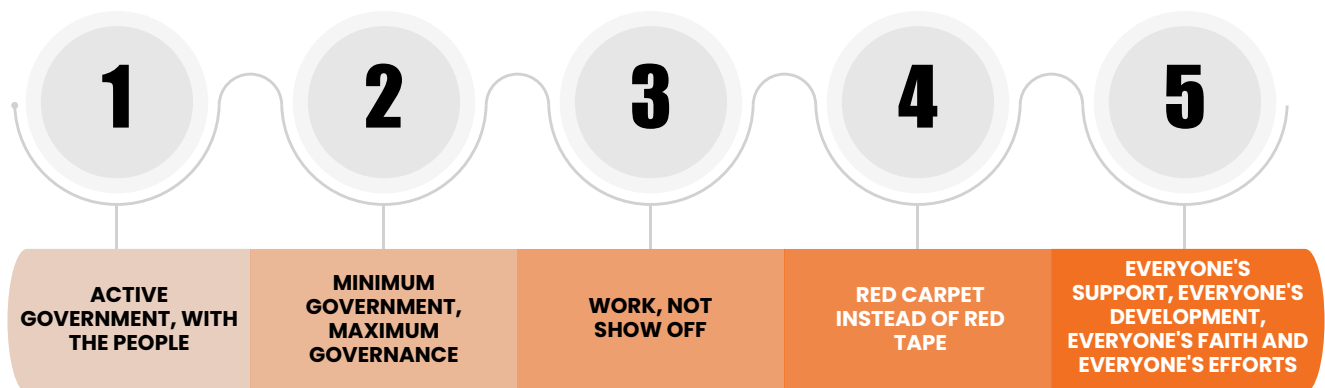 1
2
3
4
5
ACTIVE
GOVERNMENT, WITH
THE PEOPLE
MINIMUM
GOVERNMENT,
MAXIMUM
GOVERNANCE
WORK, NOT
SHOW OFF
RED CARPET
INSTEAD OF RED
TAPE
EVERYONE'S
SUPPORT, EVERYONE'S
DEVELOPMENT,
EVERYONE'S FAITH AND
EVERYONE'S EFFORTS